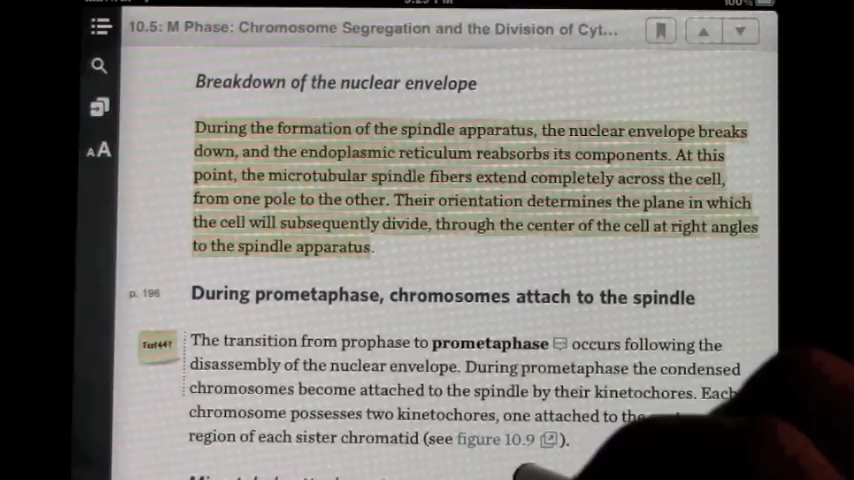 10.5: M Phase: Chromosome Segregation and the Division of Cyt...
AA
Breakdown of the nuclear envelope
During the formation of the spindle apparatus, the nuclear envelope breaks
down, and the endoplasmic reticulum reabsorbs its components. At this
point, the microtubular spindle fibers extend completely across the cell,
from one pole to the other. Their orientation determines the plane in which
the cell will subsequently divide, through the center of the cell at right angles
to the spindle apparatus.
p. 196
During prometaphase, chromosomes attach to the spindle
The transition from prophase to prometaphase occurs following the
disassembly of the nuclear envelope. During prometaphase the condensed
chromosomes become attached to the spindle by their kinetochores. Each
chromosome possesses two kinetochores, one attached to the
region of each sister chromatid (see figure 10.9).